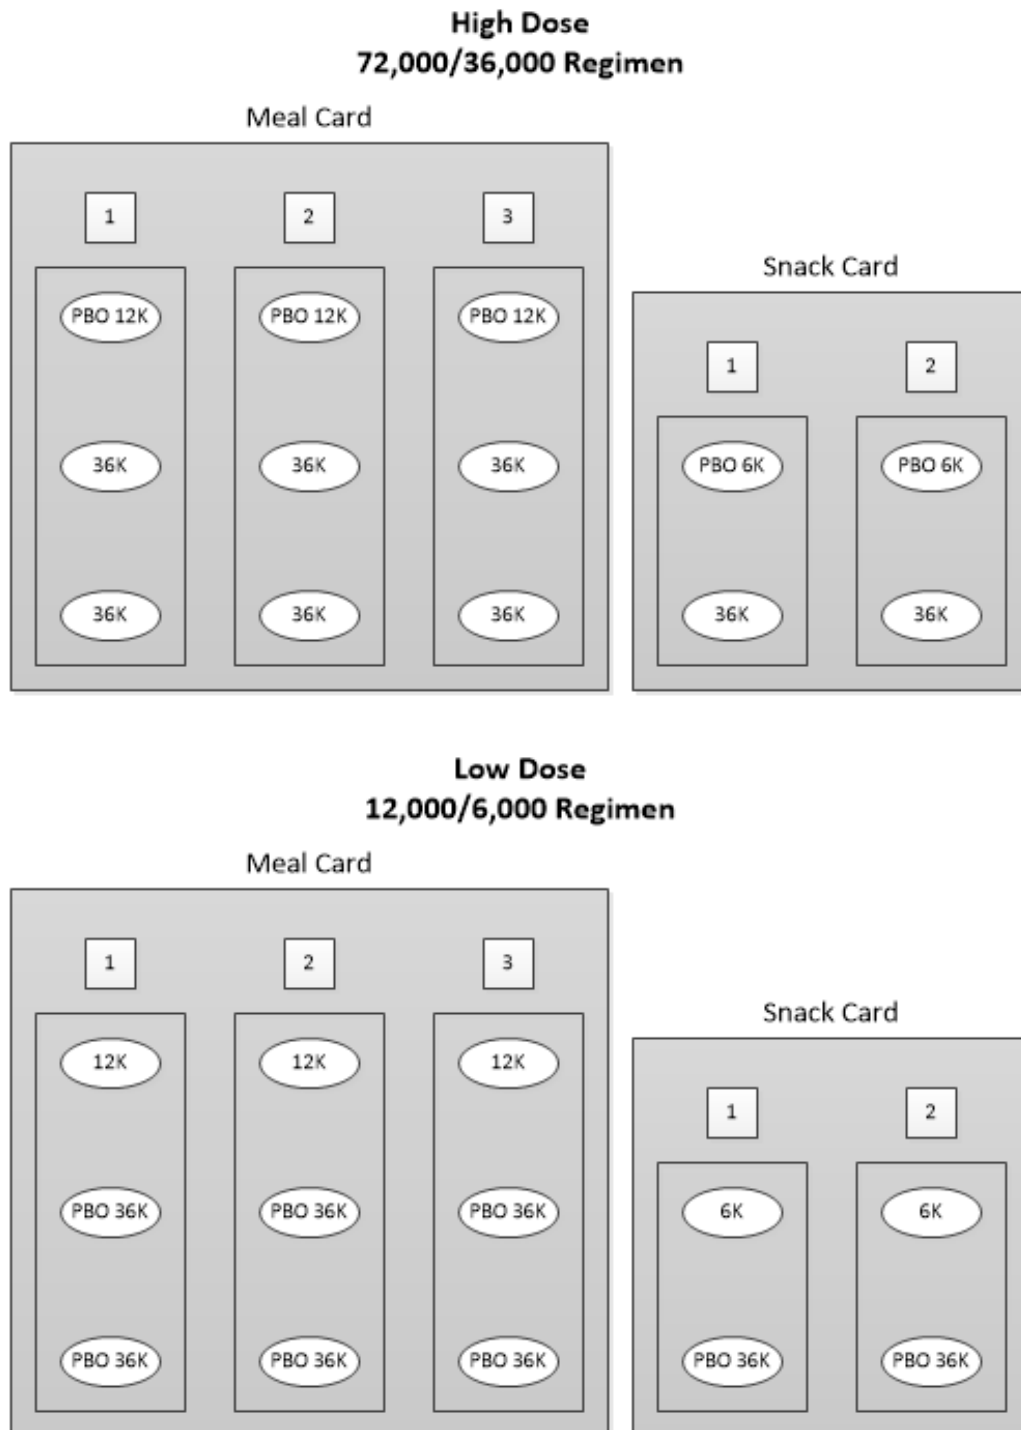 High Dose
72,000/36,000 Regimen
Meal Card
1 2 3
PBO 12K PBO 12K PBO 12K
36K 36K 36K
36K 36K 36K
Snack Card
1 2
PBO 6K PBO 6K
36K 36K
Low Dose
12,000/6,000 Regimen
Meal Card
1 2 3
12K 12K 12K
PBO 36K PBO 36K PBO 36K
PBO 36K PBO 36K PBO 36K
Snack Card
1 2
6K 6K
PBO 36K PBO 36K